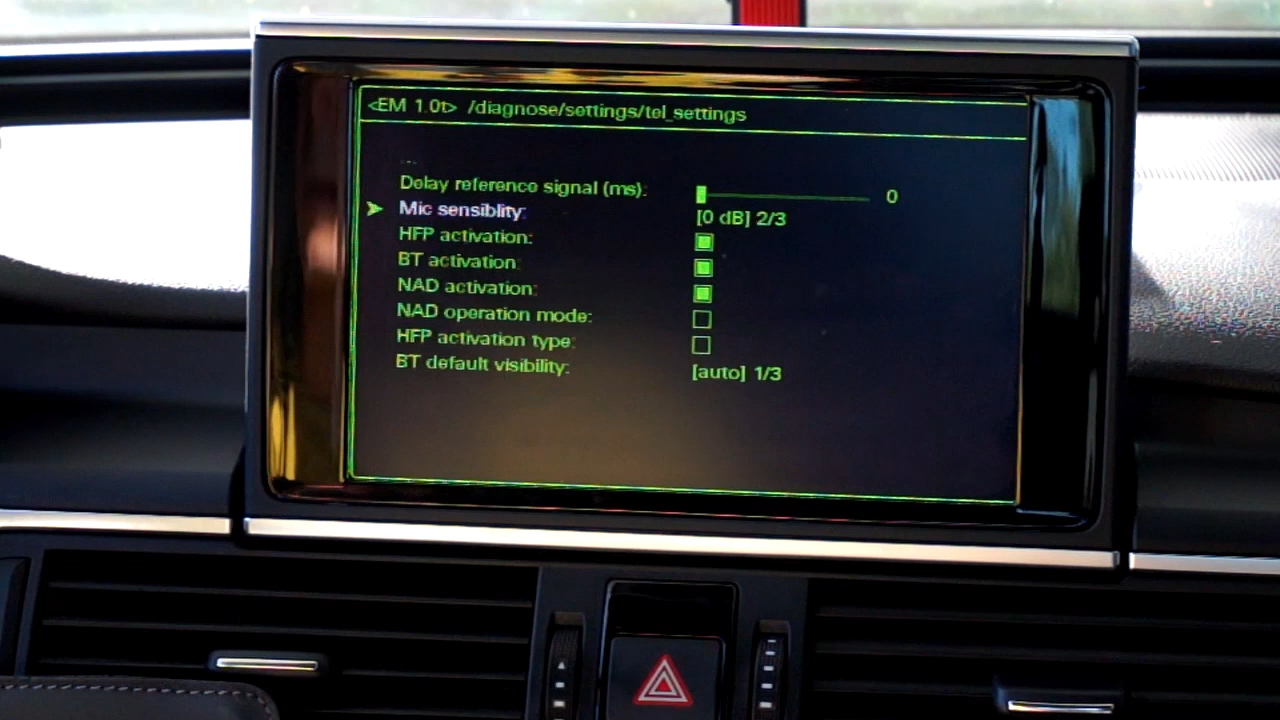 <EM 1.0t> /diagnose/settings/tel_settings
...
Delay reference signal (ms): 0
Mic sensiblity: [0 dB] 2/3
HFP activation:
BT activation:
NAD activation:
NAD operation mode:
HFP activation type:
BT default visibility: [auto] 1/3